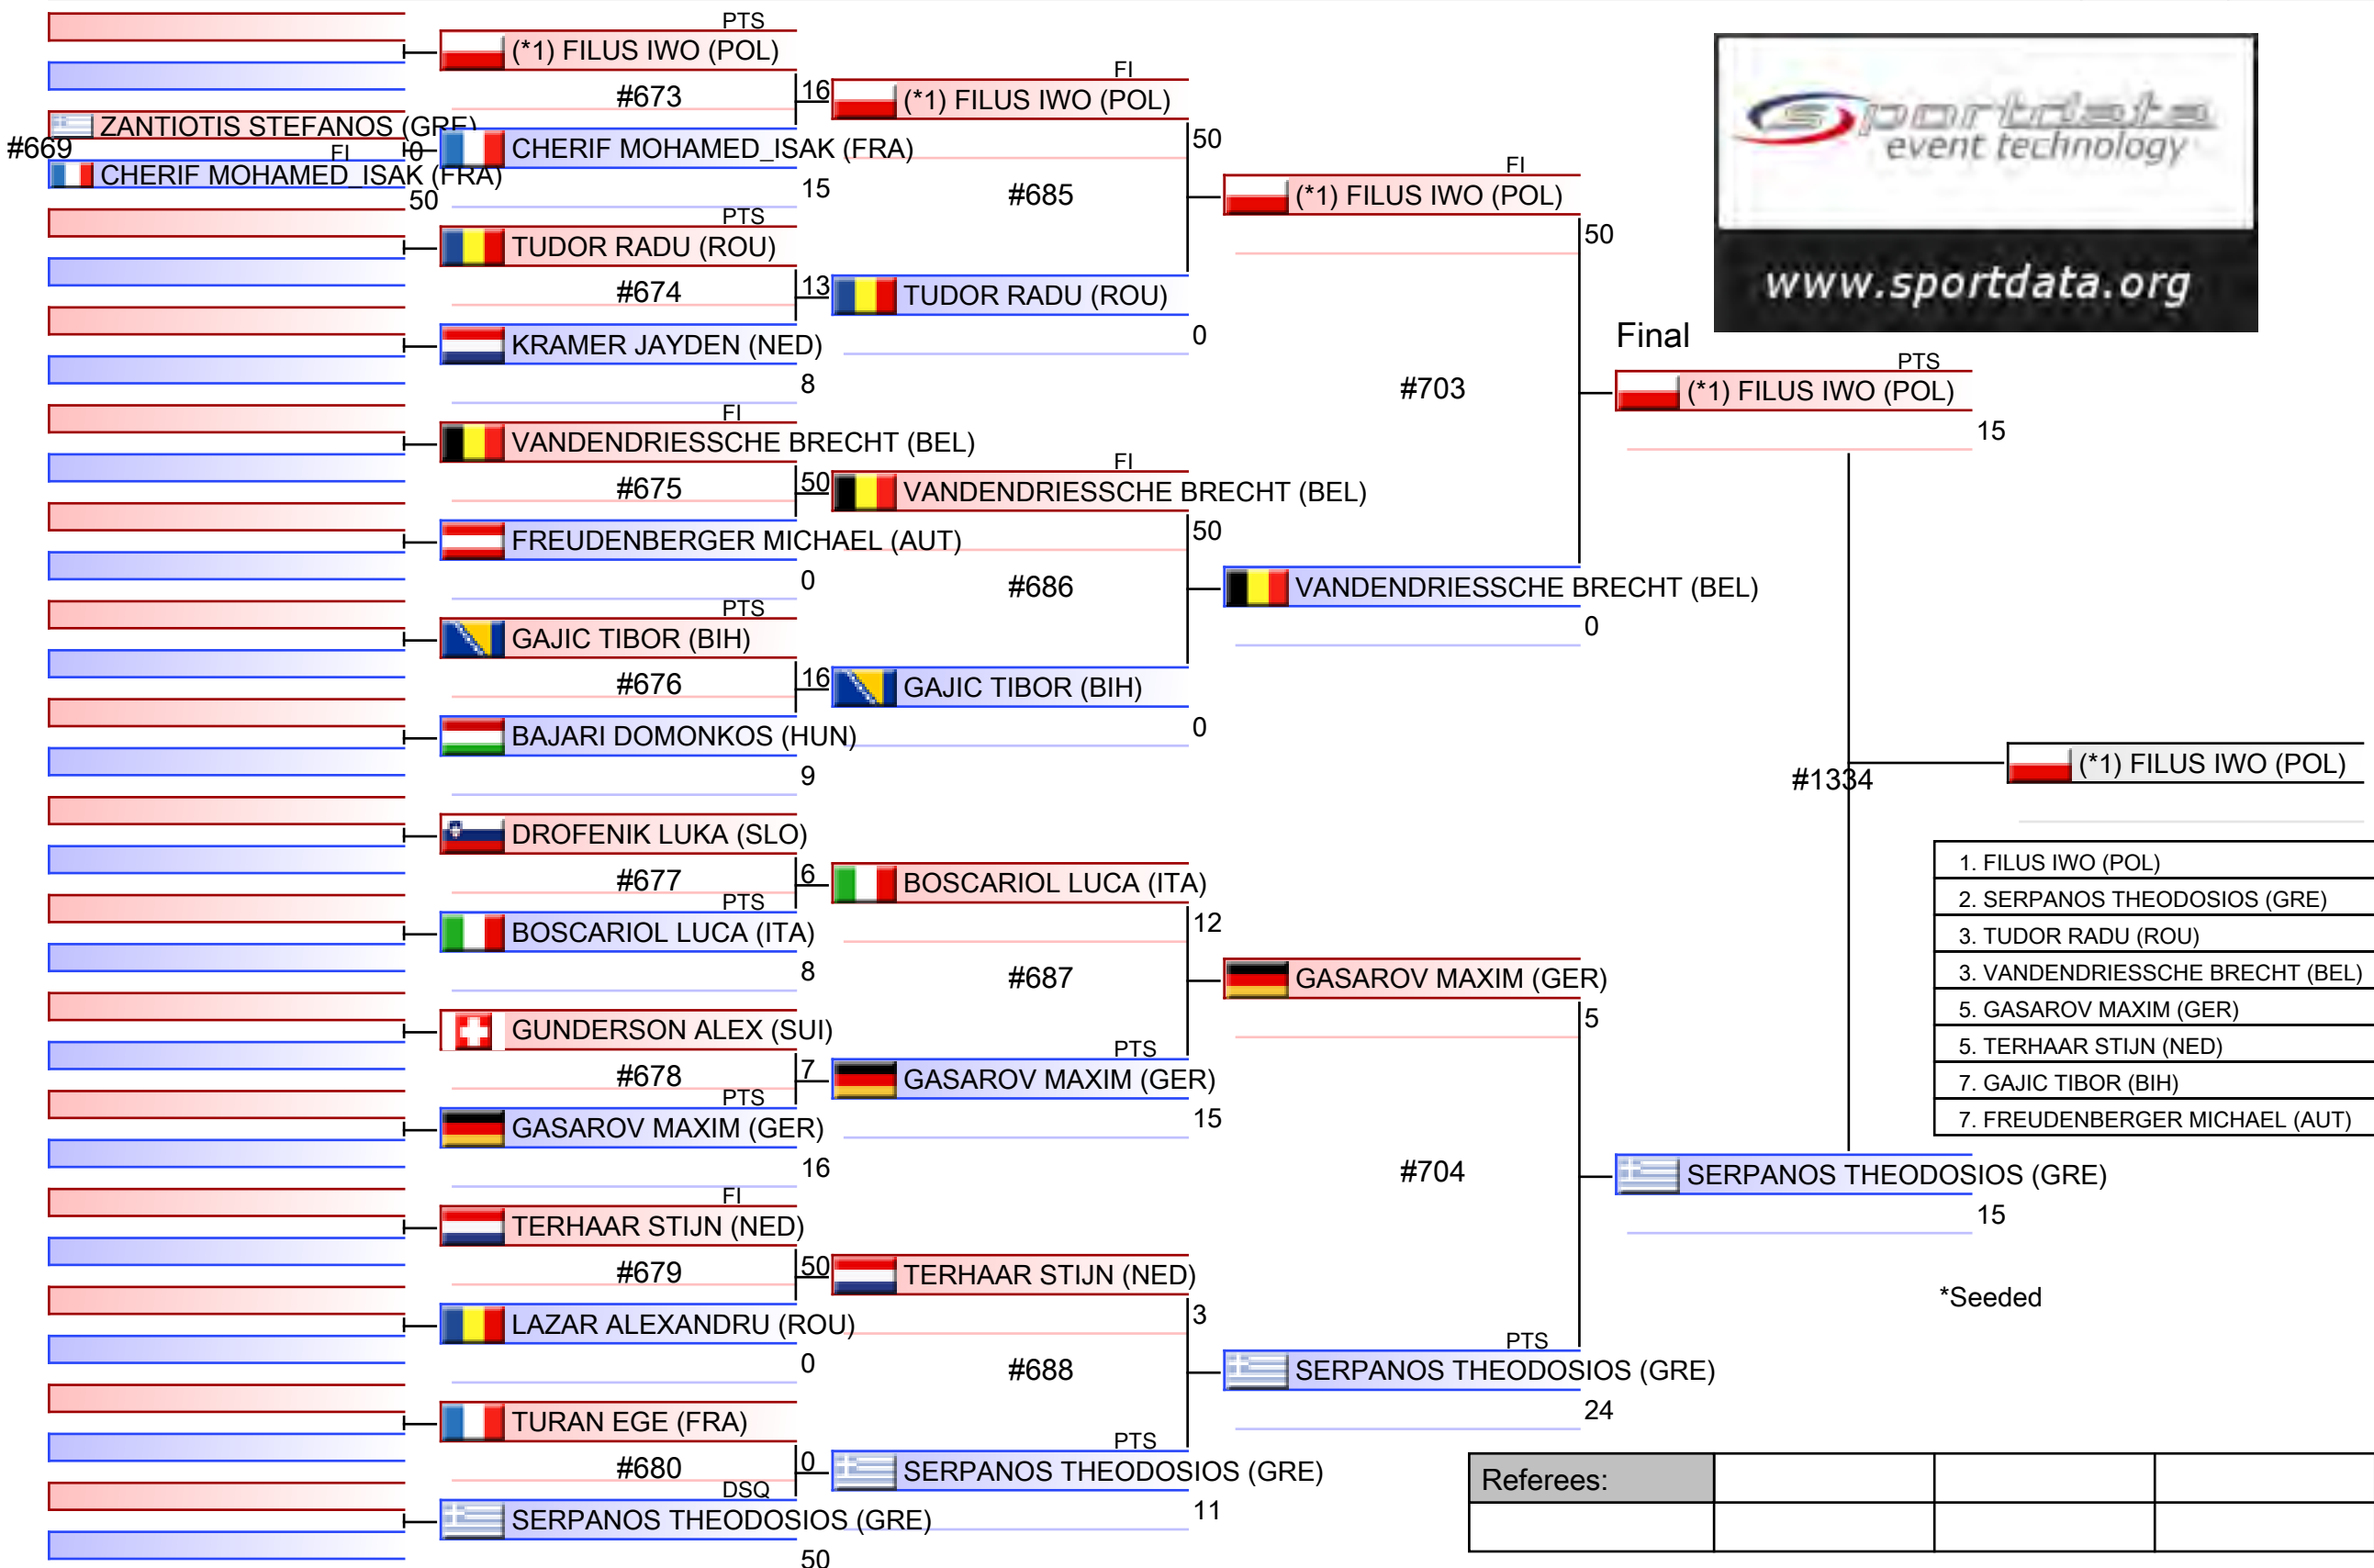 PTS
(*1) FILUS IWO (POL)
#673
16
FI
(*1) FILUS IWO (POL)
50
ZANTIOTIS STEFANOS (GRE)
#669
FI
0
CHERIF MOHAMED_ISAK (FRA)
50
CHERIF MOHAMED_ISAK (FRA)
15
#685
FI
(*1) FILUS IWO (POL)
50
PTS
TUDOR RADU (ROU)
#674
13
TUDOR RADU (ROU)
0
KRAMER JAYDEN (NED)
8
#703
FI
VANDENDRIESSCHE BRECHT (BEL)
#675
50
FI
VANDENDRIESSCHE BRECHT (BEL)
50
FREUDENBERGER MICHAEL (AUT)
0
#686
VANDENDRIESSCHE BRECHT (BEL)
0
PTS
GAJIC TIBOR (BIH)
#676
16
GAJIC TIBOR (BIH)
0
BAJARI DOMONKOS (HUN)
9
DROFENIK LUKA (SLO)
#677
6
BOSCARIOL LUCA (ITA)
12
PTS
BOSCARIOL LUCA (ITA)
8
#687
GASAROV MAXIM (GER)
5
GUNDERSON ALEX (SUI)
#678
7
PTS
GASAROV MAXIM (GER)
15
PTS
GASAROV MAXIM (GER)
16
#704
FI
TERHAAR STIJN (NED)
#679
50
TERHAAR STIJN (NED)
3
LAZAR ALEXANDRU (ROU)
0
#688
PTS
SERPANOS THEODOSIOS (GRE)
24
TURAN EGE (FRA)
#680
0
PTS
SERPANOS THEODOSIOS (GRE)
11
DSQ
SERPANOS THEODOSIOS (GRE)
50
sportdata
event technology
www.sportdata.org
Final
PTS
(*1) FILUS IWO (POL)
15
#1334
(*1) FILUS IWO (POL)
1. FILUS IWO (POL)
2. SERPANOS THEODOSIOS (GRE)
3. TUDOR RADU (ROU)
3. VANDENDRIESSCHE BRECHT (BEL)
5. GASAROV MAXIM (GER)
5. TERHAAR STIJN (NED)
7. GAJIC TIBOR (BIH)
7. FREUDENBERGER MICHAEL (AUT)
SERPANOS THEODOSIOS (GRE)
15
*Seeded
Referees: